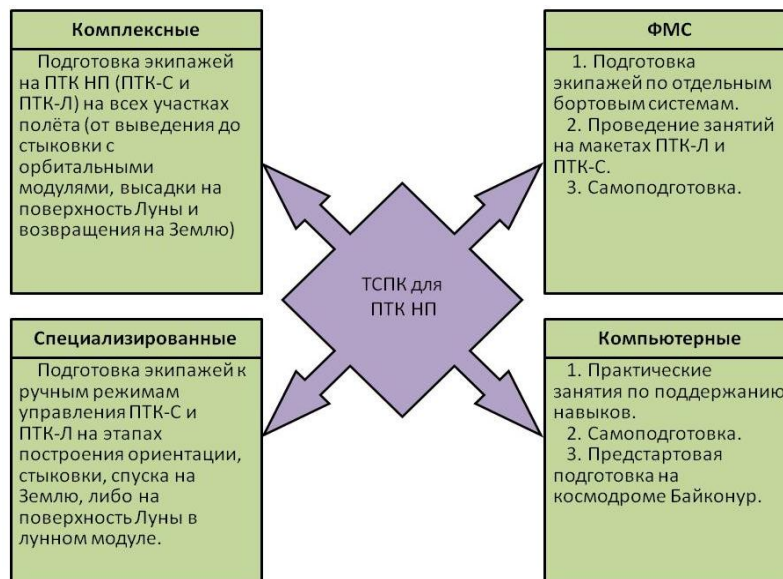 Комплексные
Подготовка экипажей
на ПТК НП (ПТК-С и
ПТК-Л) на всех участках
полёта (от выведения до
стыковки с
орбитальными
модулями, высадки на
поверхность Луны и
возвращения на Землю)
ФМС
1. Подготовка
экипажей по отдельным
бортовым системам.
2. Проведение занятий
на макетах ПТК-Л и
ПТК-С.
3. Самоподготовка.
ТСПК для
ПТК НП
Специализированные
Подготовка экипажей к
ручным режимам
управления ПТК-С и
ПТК-Л на этапах
построения ориентации,
стыковки, спуска на
Землю, либо на
поверхность Луны в
лунном модуле.
Компьютерные
1. Практические
занятия по поддержанию
навыков.
2. Самоподготовка.
3. Предстартовая
подготовка на
космодроме Байконур.